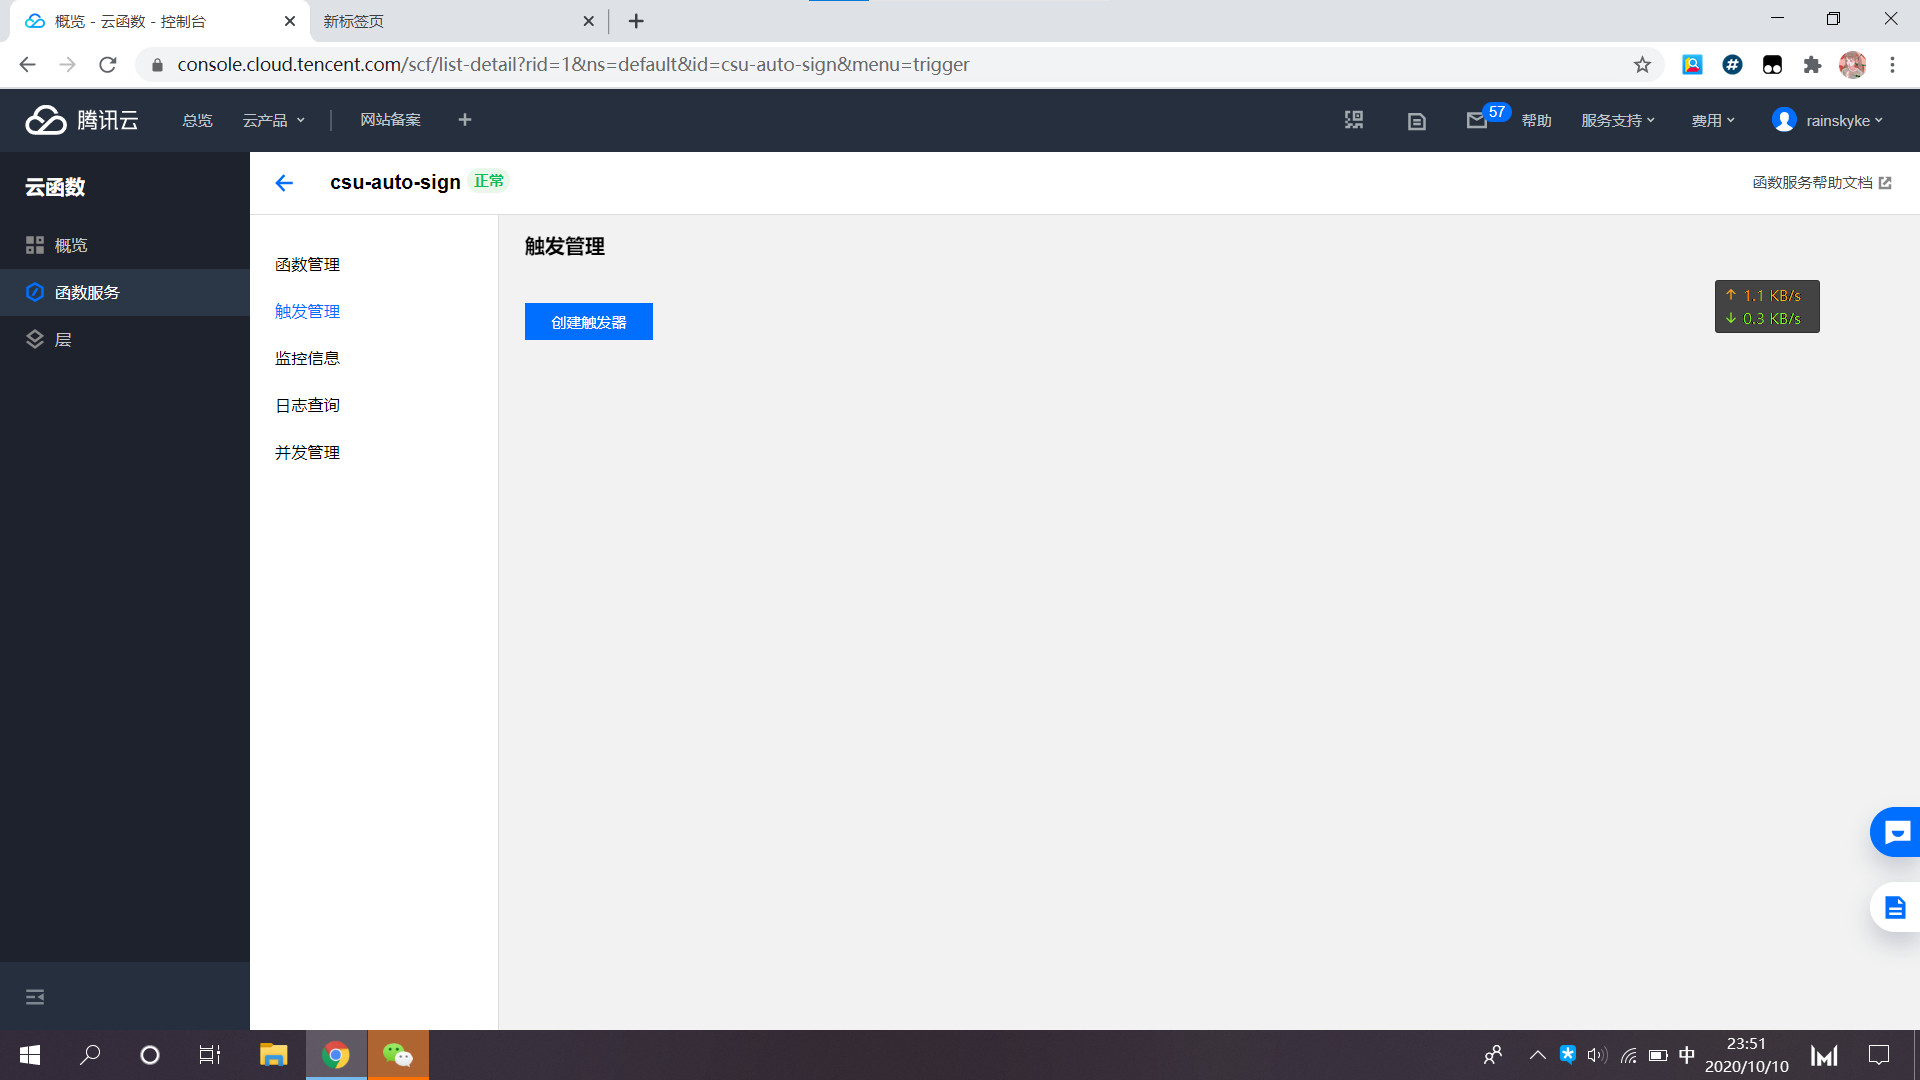 概览 - 云函数 - 控制台
新标签页
console.cloud.tencent.com/scf/list-detail?rid=1&ns=default&id=csu-auto-sign&menu=trigger
腾讯云
总览
云产品
网站备案
57
帮助
服务支持
费用
rainskyke
云函数
概览
函数服务
层
csu-auto-sign
正常
函数服务帮助文档
函数管理
触发管理
监控信息
日志查询
并发管理
触发管理
创建触发器
↑ 1.1 KB/s
↓ 0.3 KB/s
中
23:51
2020/10/10